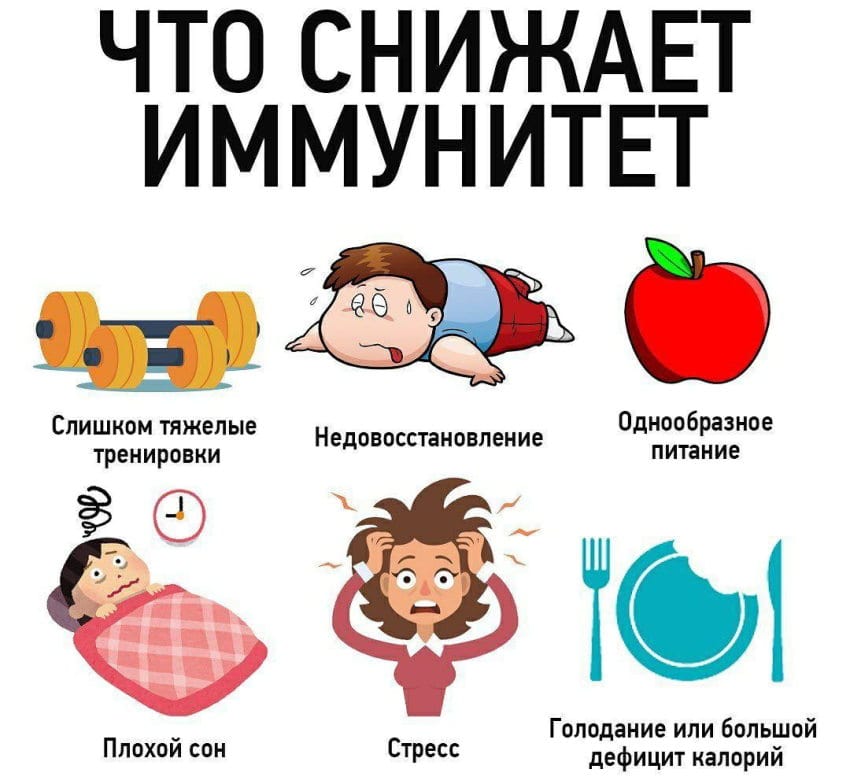 ЧТО СНИЖАЕТ
ИММУНИТЕТ
Слишком тяжелые
тренировки
Недовосстановление
Однообразное
питание
Плохой сон
Стресс
Голодание или большой
дефицит калорий